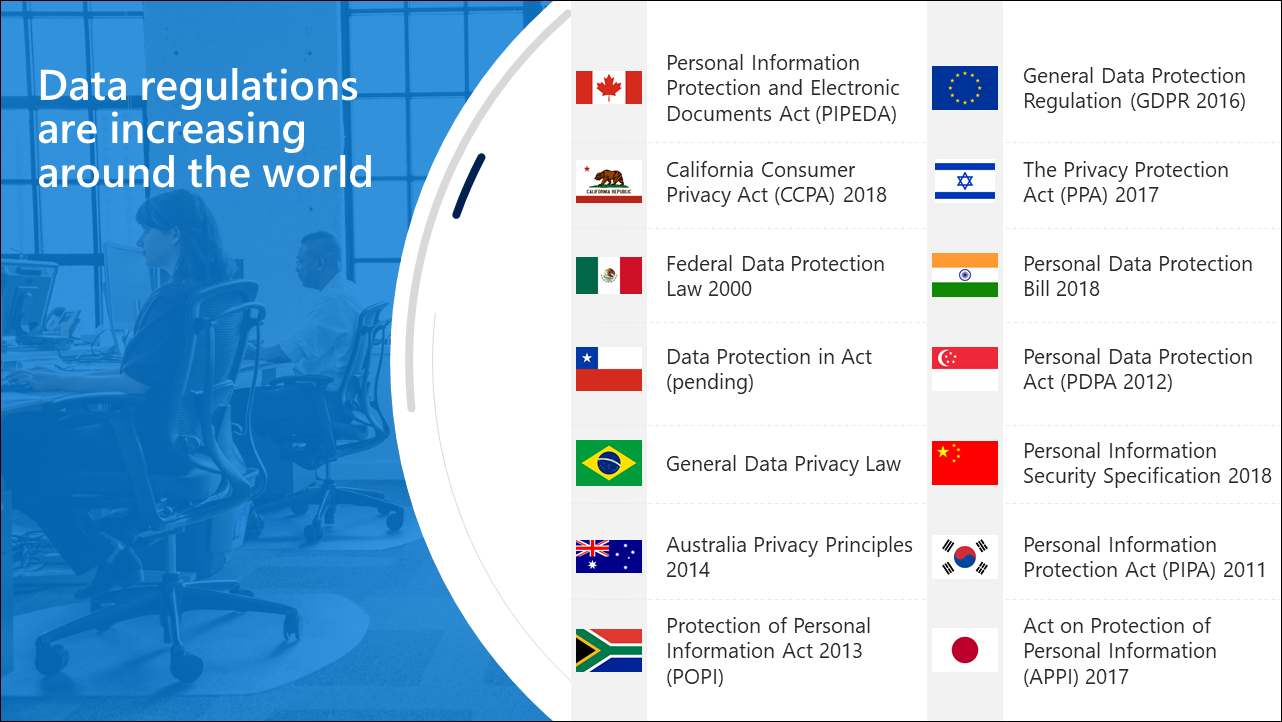 Data regulations
are increasing
around the world
Personal Information
Protection and Electronic
Documents Act (PIPEDA)
California Consumer
Privacy Act (CCPA) 2018
CALIFORNIA REPUBLIC
Federal Data Protection
Law 2000
Data Protection in Act
(pending)
General Data Privacy Law
Australia Privacy Principles
2014
Protection of Personal
Information Act 2013
(POPI)
General Data Protection
Regulation (GDPR 2016)
The Privacy Protection
Act (PPA) 2017
Personal Data Protection
Bill 2018
Personal Data Protection
Act (PDPA 2012)
Personal Information
Security Specification 2018
Personal Information
Protection Act (PIPA) 2011
Act on Protection of
Personal Information
(APPI) 2017